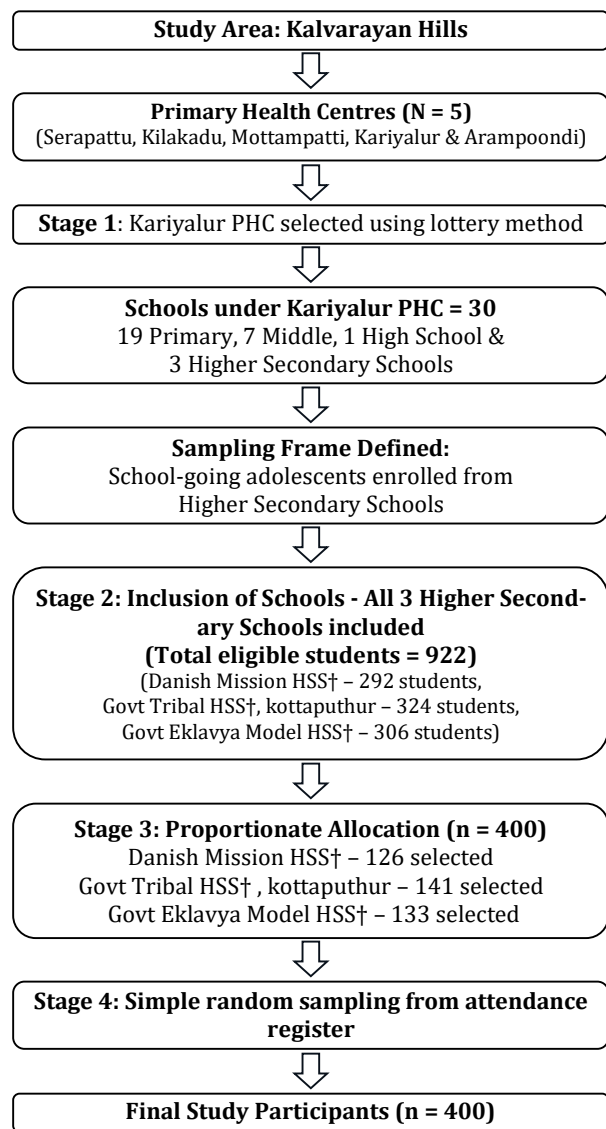 Study Area: Kalvarayan Hills
Primary Health Centres (N = 5)
(Serapattu, Kilakadu, Mottampatti, Kariyalur & Arampoondi)
Stage 1: Kariyalur PHC selected using lottery method
Schools under Kariyalur PHC = 30
19 Primary, 7 Middle, 1 High School &
3 Higher Secondary Schools
Sampling Frame Defined:
School-going adolescents enrolled from
Higher Secondary Schools
Stage 2: Inclusion of Schools - All 3 Higher Second-
ary Schools included
(Total eligible students = 922)
(Danish Mission HSS† – 292 students,
Govt Tribal HSS†, kottaputhur – 324 students,
Govt Eklavya Model HSS† – 306 students)
Stage 3: Proportionate Allocation (n = 400)
Danish Mission HSS† – 126 selected
Govt Tribal HSS† , kottaputhur – 141 selected
Govt Eklavya Model HSS† – 133 selected
Stage 4: Simple random sampling from attendance
register
Final Study Participants (n = 400)